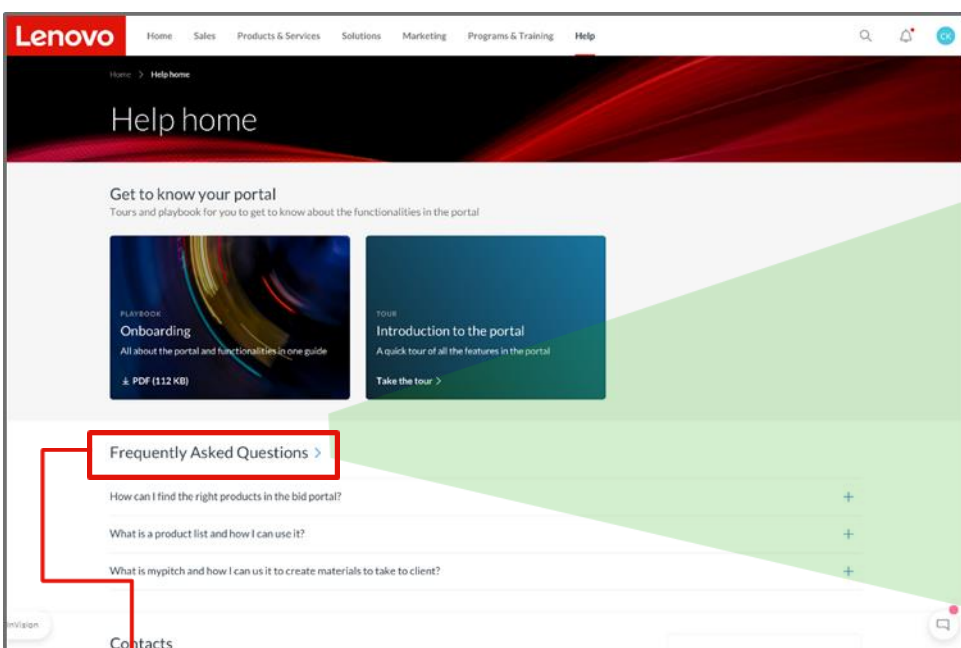 Lenovo Home Sales Products & Services Solutions Marketing Programs & Training Help CK
Home > Help home
Help home
Get to know your portal
Tours and playbook for you to get to know about the functionalities in the portal
PLAYBOOK
Onboarding
All about the portal and functionalities in one guide
PDF (112 KB)
TOUR
Introduction to the portal
A quick tour of all the features in the portal
Take the tour >
Frequently Asked Questions >
How can I find the right products in the bid portal?
What is a product list and how I can use it?
What is mypitch and how I can us it to create materials to take to client?
InVision
Contacts